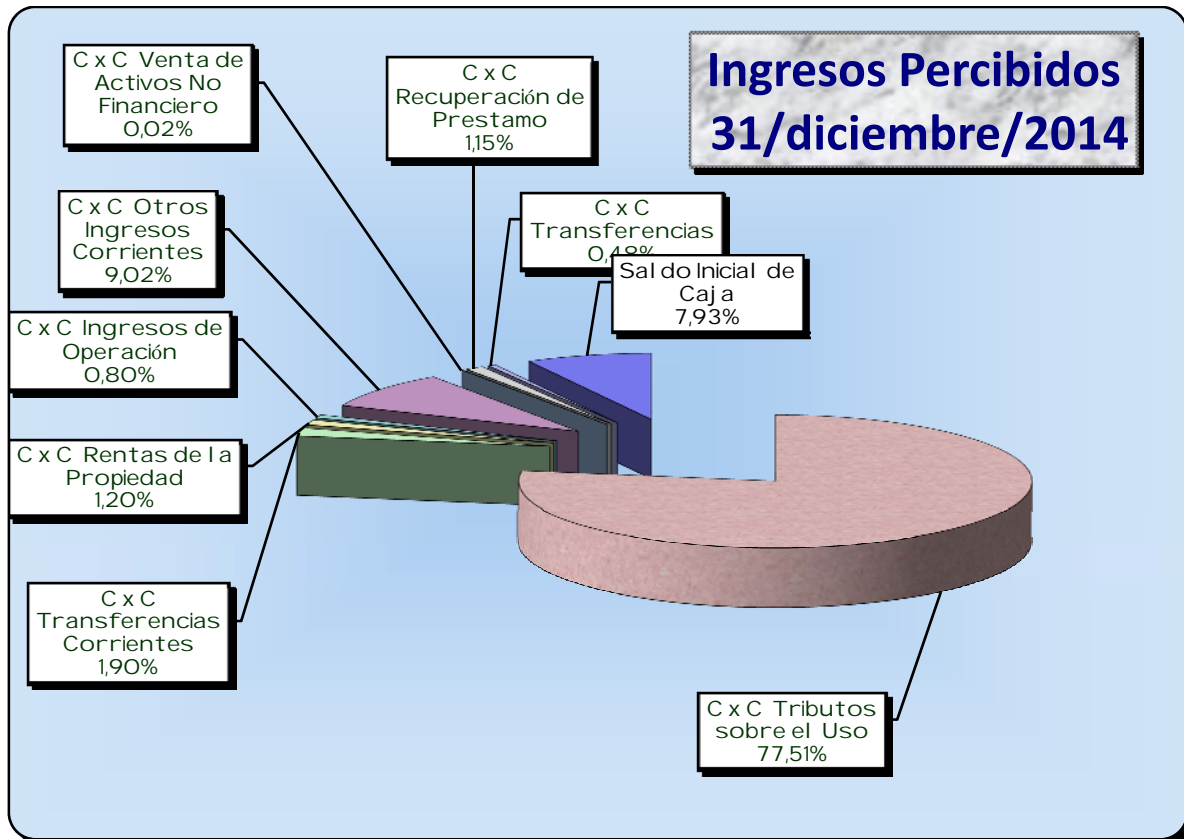 Ingresos Percibidos
31/diciembre/2014
C x C Venta de
Activos No
Financiero
0,02%
C x C
Recuperación de
Prestamo
1,15%
C x C
Transferencias
0,48%
Saldo Inicial de
Caja
7,93%
C x C Otros
Ingresos
Corrientes
9,02%
C x C Ingresos de
Operación
0,80%
C x C Rentas de la
Propiedad
1,20%
C x C
Transferencias
Corrientes
1,90%
C x C Tributos
sobre el Uso
77,51%